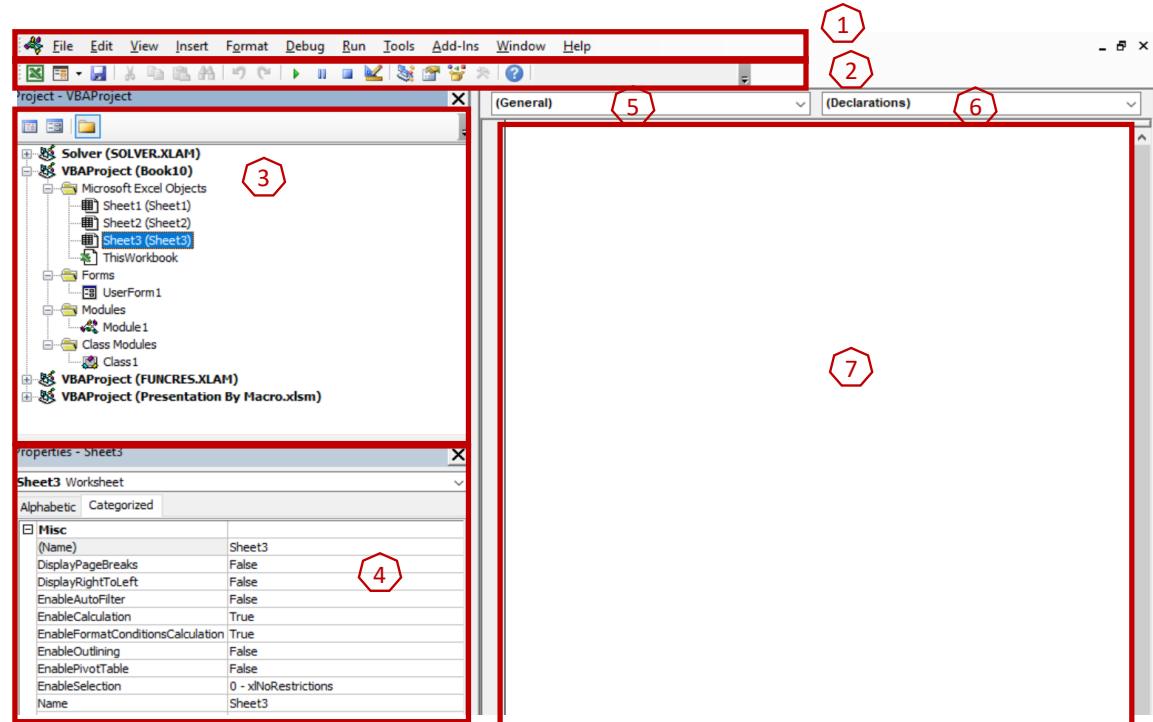 1
File Edit View Insert Format Debug Run Tools Add-Ins Window Help
2
Project - VBAProject
(General)
5
(Declarations)
6
3
Solver (SOLVER.XLAM)
VBAProject (Book10)
Microsoft Excel Objects
Sheet1 (Sheet1)
Sheet2 (Sheet2)
Sheet3 (Sheet3)
ThisWorkbook
Forms
UserForm1
Modules
Module1
Class Modules
Class1
VBAProject (FUNCRES.XLAM)
VBAProject (Presentation By Macro.xlsm)
7
Properties - Sheet3
Sheet3 Worksheet
Alphabetic Categorized
Misc
(Name) Sheet3
DisplayPageBreaks False
DisplayRightToLeft False
EnableAutoFilter False
EnableCalculation True
EnableFormatConditionsCalculation True
EnableOutlining False
EnablePivotTable False
EnableSelection 0 - xlNoRestrictions
Name Sheet3
4